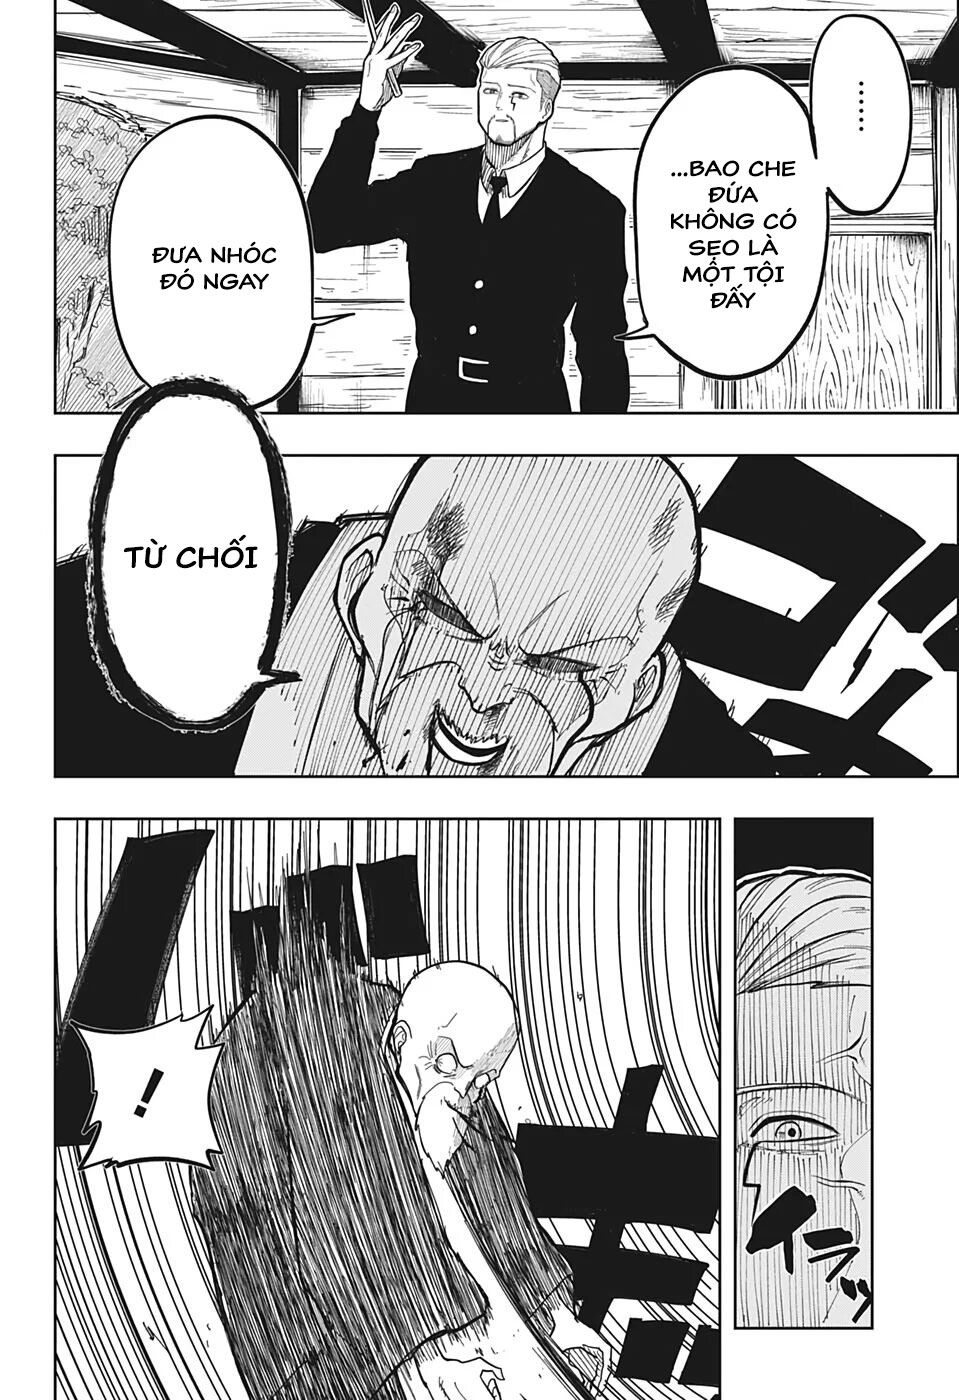 ......
...BAO CHE
ĐỨA
KHÔNG CÓ
SẸO LÀ
MỘT TỘI
ĐẤY
ĐƯA NHÓC
ĐÓ NGAY
TỪ CHỐI
イラッ
!